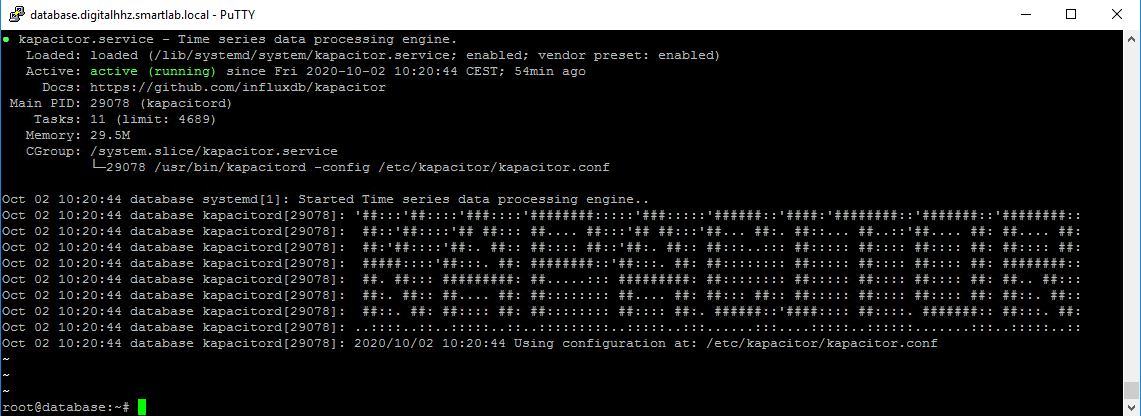 database.digitalhhz.smartlab.local - PuTTY
● kapacitor.service - Time series data processing engine.
   Loaded: loaded (/lib/systemd/system/kapacitor.service; enabled; vendor preset: enabled)
   Active: active (running) since Fri 2020-10-02 10:20:44 CEST; 54min ago
     Docs: https://github.com/influxdb/kapacitor
 Main PID: 29078 (kapacitord)
    Tasks: 11 (limit: 4689)
   Memory: 29.5M
   CGroup: /system.slice/kapacitor.service
           └─29078 /usr/bin/kapacitord -config /etc/kapacitor/kapacitor.conf
Oct 02 10:20:44 database systemd[1]: Started Time series data processing engine..
Oct 02 10:20:44 database kapacitord[29078]: '##:::'##::::'###::::'########:::::'###:::::'######::'####:'########::'#######::'########::
Oct 02 10:20:44 database kapacitord[29078]:  ##::'##::::'## ##::: ##.... ##:::'## ##:::'##... ##:. ##::... ##..::'##.... ##: ##.... ##:
Oct 02 10:20:44 database kapacitord[29078]:  ##:'##::::'##:. ##:: ##:::: ##::'##:. ##:: ##:::..::: ##::::: ##:::: ##:::: ##: ##:::: ##:
Oct 02 10:20:44 database kapacitord[29078]:  #####::::'##:::. ##: ########::'##:::. ##: ##:::::::: ##::::: ##:::: ##:::: ##: ########::
Oct 02 10:20:44 database kapacitord[29078]:  ##. ##::: #########: ##.....::: #########: ##:::::::: ##::::: ##:::: ##:::: ##: ##.. ##:::
Oct 02 10:20:44 database kapacitord[29078]:  ##:. ##:: ##.... ##: ##:::::::: ##.... ##: ##::: ##:: ##::::: ##:::: ##:::: ##: ##::. ##::
Oct 02 10:20:44 database kapacitord[29078]:  ##::. ##: ##:::: ##: ##:::::::: ##:::: ##:. ######::'####:::: ##::::. #######:: ##:::. ##:
Oct 02 10:20:44 database kapacitord[29078]: ..::::..::..:::::..::..:::::::::..:::::..:::......:::....:::::..::::::.......:::..:::::..::
Oct 02 10:20:44 database kapacitord[29078]: 2020/10/02 10:20:44 Using configuration at: /etc/kapacitor/kapacitor.conf
~
~
~
root@database:~#